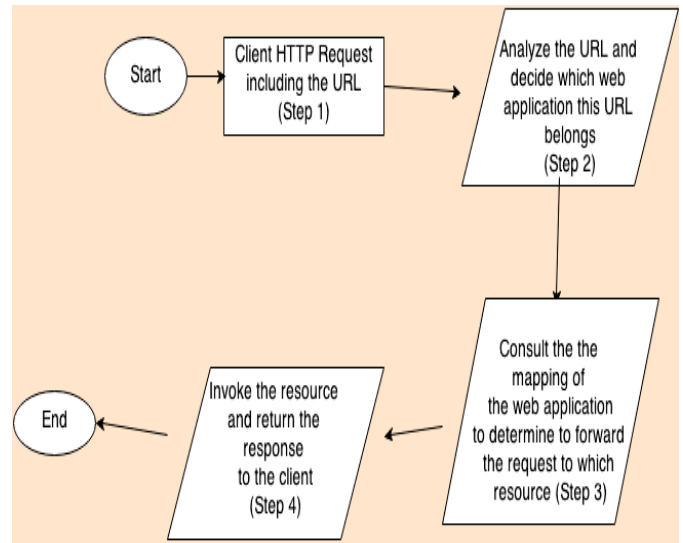 Start
Client HTTP Request
including the URL
(Step 1)
Analyze the URL and
decide which web
application this URL
belongs
(Step 2)
Consult the the
mapping of
the web application
to determine to forward
the request to which
resource (Step 3)
Invoke the resource
and return the
response
to the client
(Step 4)
End